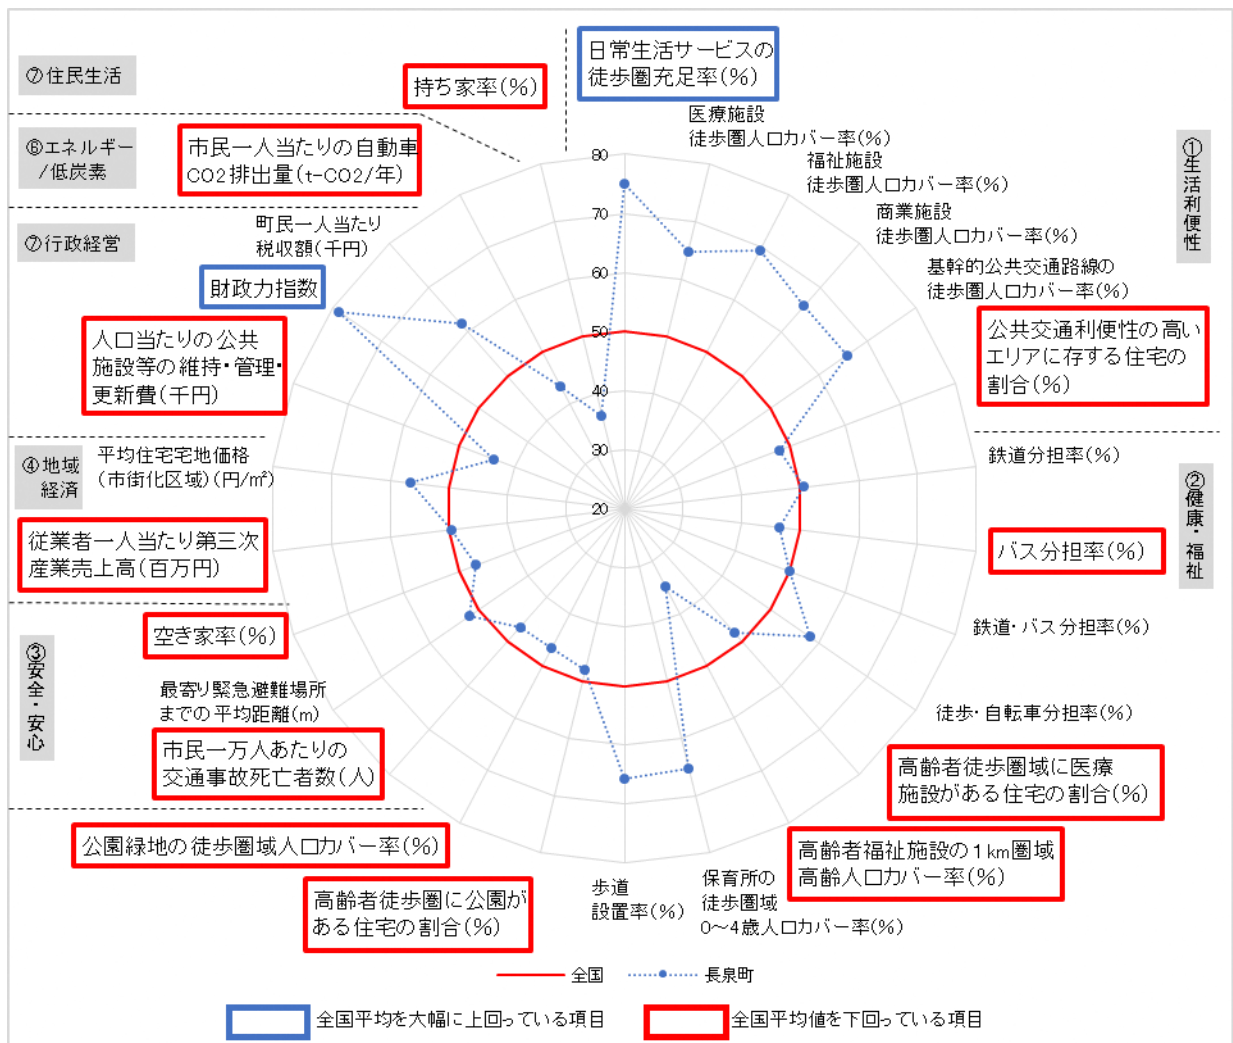 ⑦住民生活
持ち家率(%)
日常生活サービスの
徒歩圏充足率(%)
医療施設
徒歩圏人口カバー率(%)
福祉施設
徒歩圏人口カバー率(%)
商業施設
徒歩圏人口カバー率(%)
基幹的公共交通路線の
徒歩圏人口カバー率(%)
①生活利便性
公共交通利便性の高い
エリアに存する住宅の
割合(%)
⑥エネルギー
/低炭素
市民一人当たりの自動車
CO2排出量(t-CO2/年)
⑦行政経営
町民一人当たり
税収額(千円)
財政力指数
人口当たりの公共
施設等の維持・管理・
更新費(千円)
80
70
60
50
40
30
20
鉄道分担率(%)
②健康・福祉
バス分担率(%)
鉄道・バス分担率(%)
徒歩・自転車分担率(%)
高齢者徒歩圏域に医療
施設がある住宅の割合(%)
高齢者福祉施設の1km圏域
高齢人口カバー率(%)
保育所の
徒歩圏域
0~4歳人口カバー率(%)
歩道
設置率(%)
④地域
経済
平均住宅宅地価格
(市街化区域)(円/㎡)
従業者一人当たり第三次
産業売上高(百万円)
③安全・安心
空き家率(%)
最寄り緊急避難場所
までの平均距離(m)
市民一万人あたりの
交通事故死亡者数(人)
公園緑地の徒歩圏域人口カバー率(%)
高齢者徒歩圏に公園が
ある住宅の割合(%)
全国
長泉町
全国平均を大幅に上回っている項目
全国平均値を下回っている項目